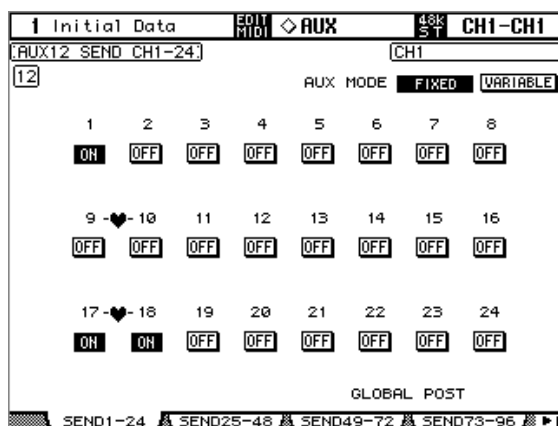 1 Initial Data EDIT MIDI ◇AUX 48K ST CH1-CH1
AUX12 SEND CH1-24 CH1
12 AUX MODE FIXED VARIABLE
1 2 3 4 5 6 7 8
ON OFF OFF OFF OFF OFF OFF OFF
9 -♥- 10 11 12 13 14 15 16
OFF OFF OFF OFF OFF OFF OFF OFF
17 -♥- 18 19 20 21 22 23 24
ON ON OFF OFF OFF OFF OFF OFF
GLOBAL POST
SEND1-24 SEND25-48 SEND49-72 SEND73-96